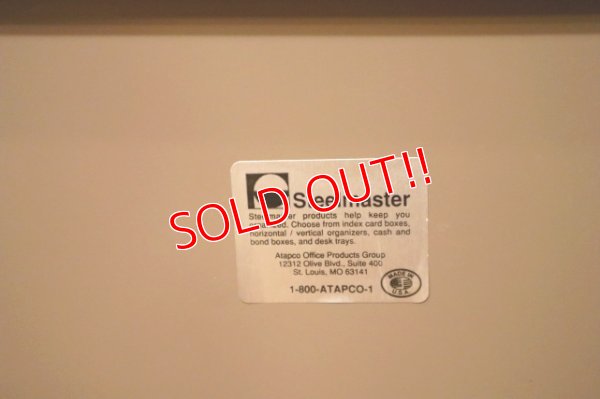 SOLD OUT!!
Steelmaster
Steelmaster products help keep you
organized. Choose from index card boxes,
horizontal / vertical organizers, cash and
bond boxes, and desk trays.
Atapco Office Products Group
12312 Olive Blvd., Suite 400
St. Louis, MO 63141
1-800-ATAPCO-1
MADE IN
U.S.A.